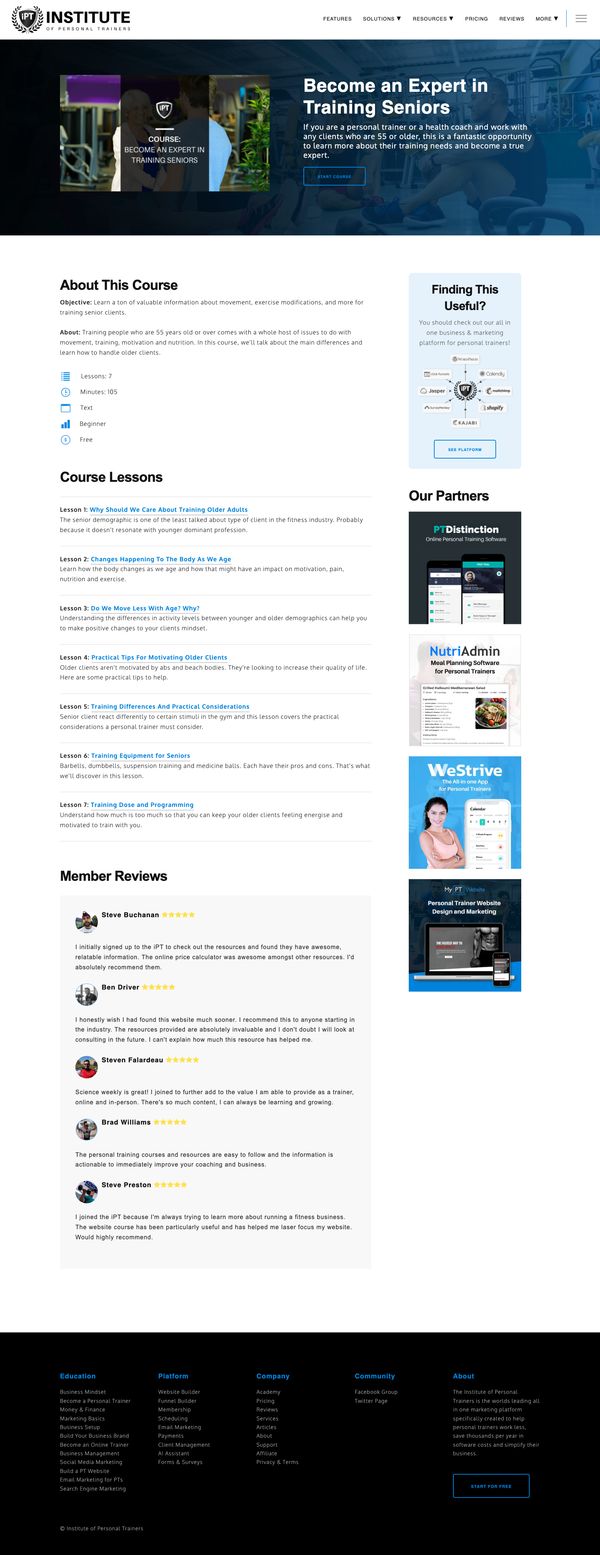 iPT INSTITUTE
OF PERSONAL TRAINERS
FEATURES
SOLUTIONS ▼
RESOURCES ▼
PRICING
REVIEWS
MORE ▼
iPT
COURSE:
BECOME AN EXPERT IN
TRAINING SENIORS
Become an Expert in
Training Seniors
If you are a personal trainer or a health coach and work with
any clients who are 55 or older, this is a fantastic opportunity
to learn more about their training needs and become a true
expert.
START COURSE
About This Course
Objective: Learn a ton of valuable information about movement, exercise modifications, and more for
training senior clients.
About: Training people who are 55 years old or over comes with a whole host of issues to do with
movement, training, motivation and nutrition. In this course, we'll talk about the main differences and
learn how to handle older clients.
Lessons: 7
Minutes: 105
Text
Beginner
Free
Course Lessons
Lesson 1: Why Should We Care About Training Older Adults
The senior demographic is one of the least talked about type of client in the fitness industry. Probably
because it doesn't resonate with younger dominant profession.
Lesson 2: Changes Happening To The Body As We Age
Learn how the body changes as we age and how that might have an impact on motivation, pain,
nutrition and exercise.
Lesson 3: Do We Move Less With Age? Why?
Understanding the differences in activity levels between younger and older demographics can help you
to make positive changes to your clients mindset.
Lesson 4: Practical Tips For Motivating Older Clients
Older clients aren't motivated by abs and beach bodies. They're looking to increase their quality of life.
Here are some practical tips to help.
Lesson 5: Training Differences And Practical Considerations
Senior client react differently to certain stimuli in the gym and this lesson covers the practical
considerations a personal trainer must consider.
Lesson 6: Training Equipment for Seniors
Barbells, dumbbells, suspension training and medicine balls. Each have their pros and cons. That's what
we'll discover in this lesson.
Lesson 7: Training Dose and Programming
Understand how much is too much so that you can keep your older clients feeling energise and
motivated to train with you.
Member Reviews
Steve Buchanan
I initially signed up to the iPT to check out the resources and found they have awesome,
relatable information. The online price calculator was awesome amongst other resources. I'd
absolutely recommend them.
Ben Driver
I honestly wish I had found this website much sooner. I recommend this to anyone starting in
the industry. The resources provided are absolutely invaluable and I don't doubt I will look at
consulting in the future. I can't explain how much this resource has helped me.
Steven Falardeau
Science weekly is great! I joined to further add to the value I am able to provide as a trainer,
online and in-person. There's so much content, I can always be learning and growing.
Brad Williams
The personal training courses and resources are easy to follow and the information is
actionable to immediately improve your coaching and business.
Steve Preston
I joined the iPT because I'm always trying to learn more about running a fitness business.
The website course has been particularly useful and has helped me laser focus my website.
Would highly recommend.
Finding This
Useful?
You should check out our all in
one business & marketing
platform for personal trainers!
Calendly
Jasper
iPT
mailchimp
SurveyMonkey
shopify
KAJABI
SEE PLATFORM
Our Partners
PTDistinction
Online Personal Training Software
NutriAdmin
Meal Planning Software
for Personal Trainers
Grilled Halloumi Mediterranean Salad
WeStrive
The All-in-one App
for Personal Trainers
Calendar
My PT Website
Personal Trainer Website
Design and Marketing
Education
Business Mindset
Become a Personal Trainer
Money & Finance
Marketing Basics
Business Setup
Build Your Business Brand
Become an Online Trainer
Business Management
Social Media Marketing
Build a PT Website
Email Marketing for PTs
Search Engine Marketing
Platform
Website Builder
Funnel Builder
Membership
Scheduling
Email Marketing
Payments
Client Management
AI Assistant
Forms & Surveys
Company
Academy
Pricing
Reviews
Services
Articles
About
Support
Affiliate
Privacy & Terms
Community
Facebook Group
Twitter Page
About
The Institute of Personal
Trainers is the worlds leading all
in one marketing platform
specifically created to help
personal trainers work less,
save thousands per year in
software costs and simplify their
business.
START FOR FREE
© Institute of Personal Trainers